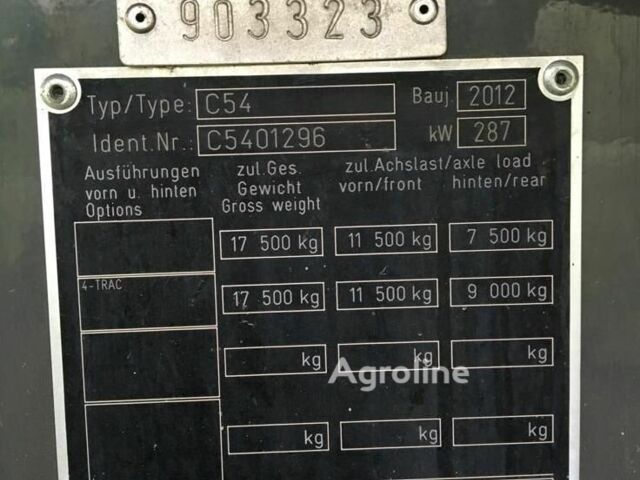 903323
Typ/Type: C54 Bauj. 2012
Ident.Nr.: C5401296 kW 287
Ausführungen vorn u. hinten Options
zul.Ges. Gewicht Gross weight
zul.Achslast/axle load
vorn/front hinten/rear
17 500 kg 11 500 kg 7 500 kg
4-TRAC 17 500 kg 11 500 kg 9 000 kg
kg kg kg
Agroline
kg kg kg